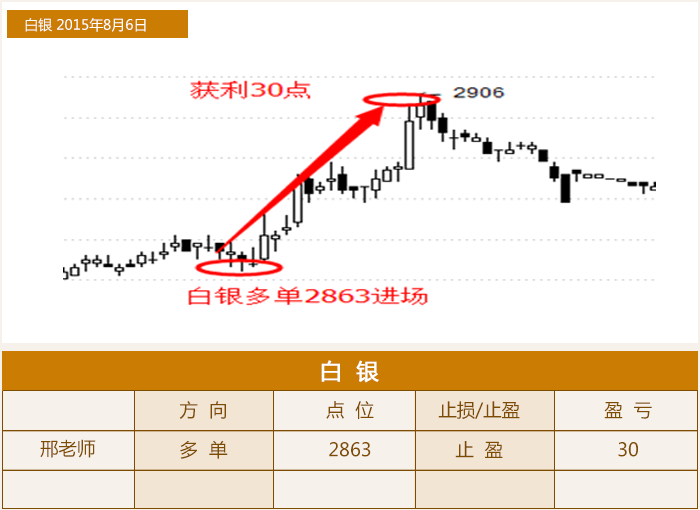 白银 2015年8月6日
获利30点
2906
白银多单2863进场
白银
方向 点位 止损/止盈 盈亏
邢老师 多单 2863 止盈 30